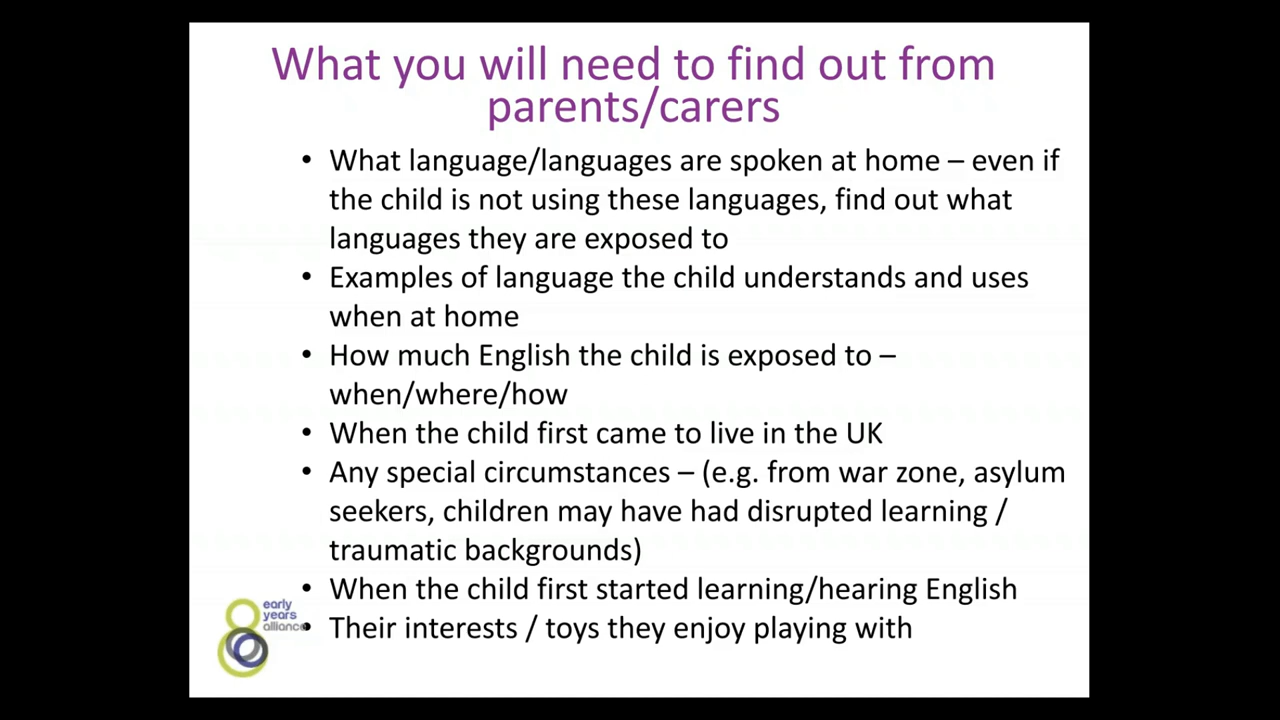 What you will need to find out from
parents/carers
• What language/languages are spoken at home – even if
the child is not using these languages, find out what
languages they are exposed to
• Examples of language the child understands and uses
when at home
• How much English the child is exposed to –
when/where/how
• When the child first came to live in the UK
• Any special circumstances – (e.g. from war zone, asylum
seekers, children may have had disrupted learning /
traumatic backgrounds)
• When the child first started learning/hearing English
• Their interests / toys they enjoy playing with
early
years
alliance